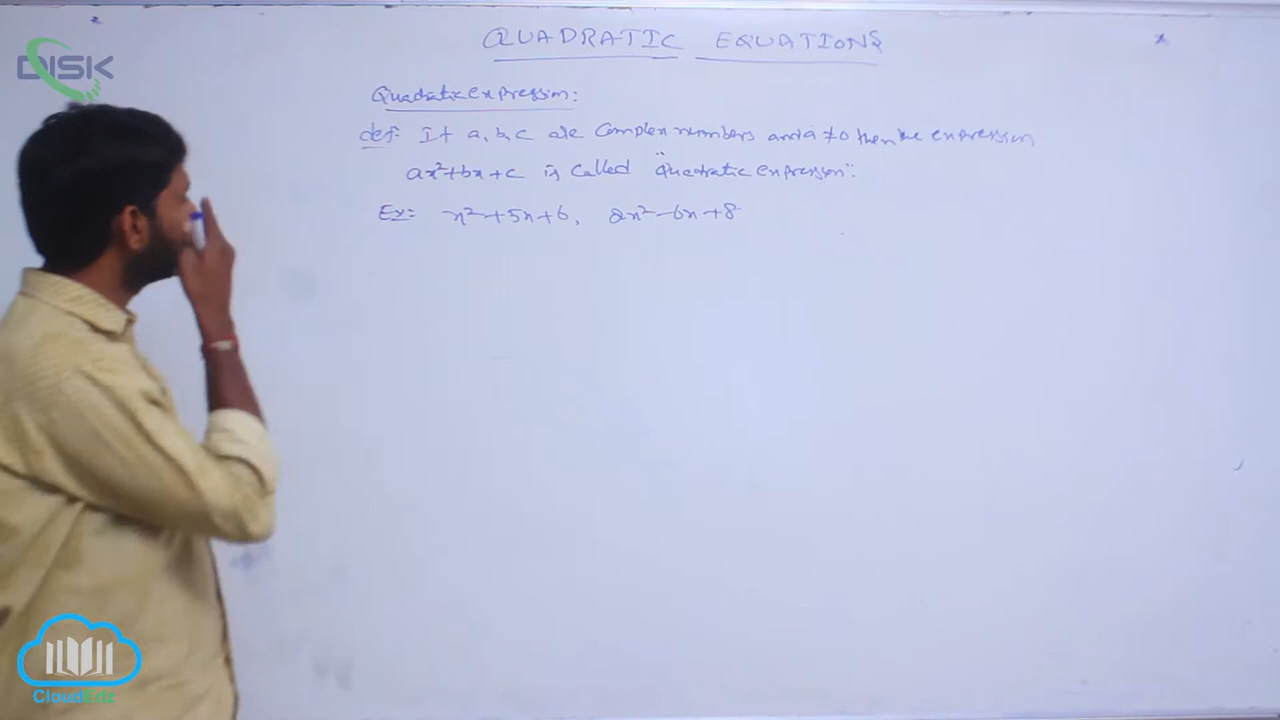 DISK
QUADRATIC EQUATIONS
Quadratic expression:
def: If a, b, c are Complex numbers and a ≠ 0 then the expression
ax²+bx+c is called "Quadratic expression":
Ex: x²+5x+6, 2x²-6x+8
CloudEdz